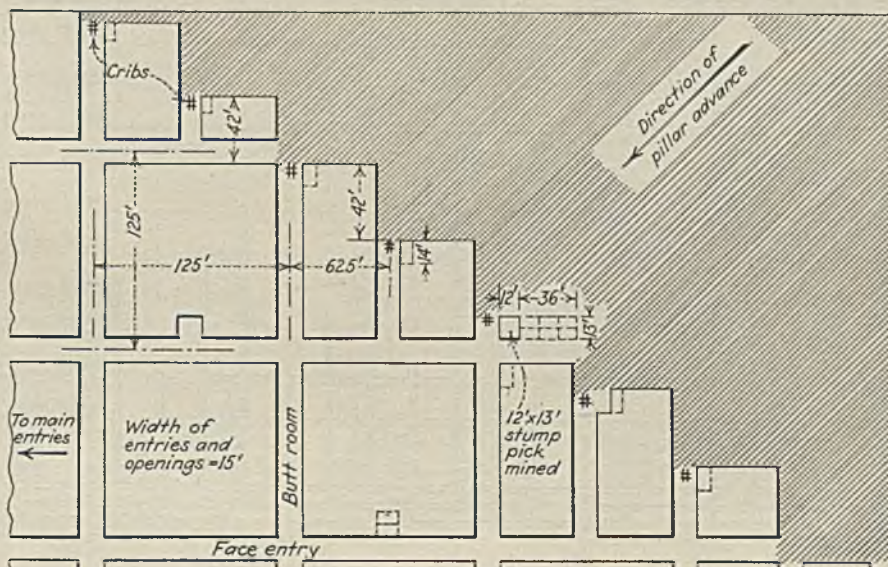 Cribs
42'
Direction of
pillar advance
125'
42'
125'
62.5'
14'
12'
36'
13'
To main
entries
Width of
entries and
openings = 15'
Butt room
12'x13'
stump
pick
mined
Face entry